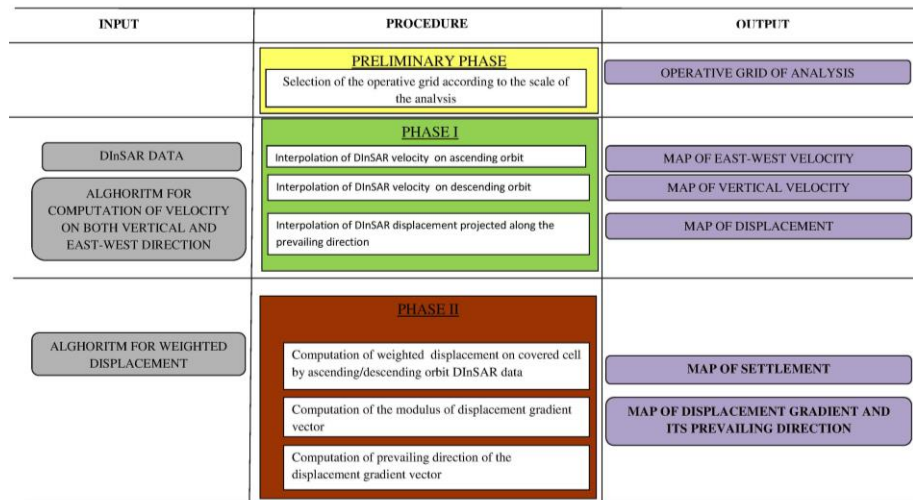 INPUT
PROCEDURE
OUTPUT
PRELIMINARY PHASE
Selection of the operative grid according to the scale of
the analysis
OPERATIVE GRID OF ANALYSIS
PHASE I
DInSAR DATA
ALGHORITM FOR
COMPUTATION OF VELOCITY
ON BOTH VERTICAL AND
EAST-WEST DIRECTION
Interpolation of DInSAR velocity on ascending orbit
Interpolation of DInSAR velocity on descending orbit
Interpolation of DInSAR displacement projected along the
prevailing direction
MAP OF EAST-WEST VELOCITY
MAP OF VERTICAL VELOCITY
MAP OF DISPLACEMENT
PHASE II
ALGHORITM FOR WEIGHTED
DISPLACEMENT
Computation of weighted displacement on covered cell
by ascending/descending orbit DInSAR data
Computation of the modulus of displacement gradient
vector
Computation of prevailing direction of the
displacement gradient vector
MAP OF SETTLEMENT
MAP OF DISPLACEMENT GRADIENT AND
ITS PREVAILING DIRECTION